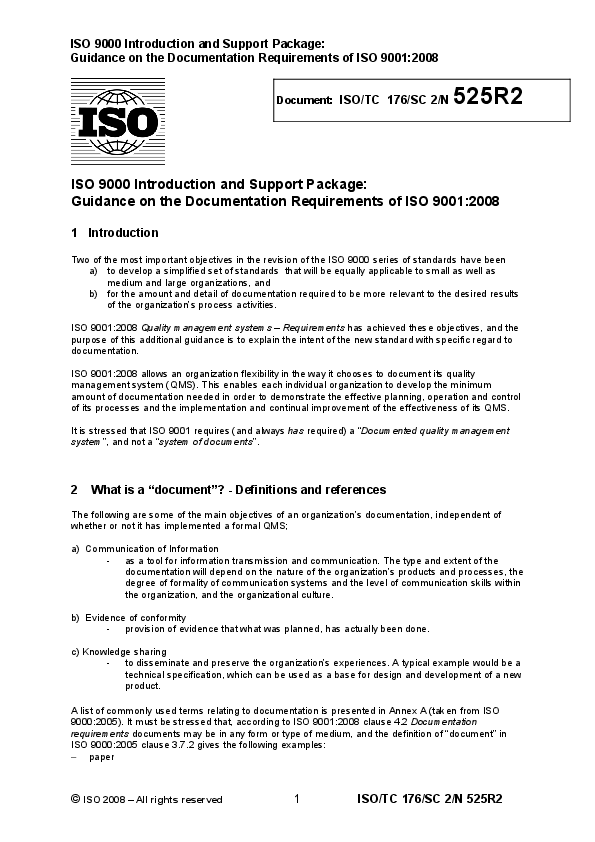 ISO 9000 Introduction and Support Package:
Guidance on the Documentation Requirements of ISO 9001:2008
ISO
Document: ISO/TC 176/SC 2/N 525R2
ISO 9000 Introduction and Support Package:
Guidance on the Documentation Requirements of ISO 9001:2008
1 Introduction
Two of the most important objectives in the revision of the ISO 9000 series of standards have been
a) to develop a simplified set of standards that will be equally applicable to small as well as
medium and large organizations, and
b) for the amount and detail of documentation required to be more relevant to the desired results
of the organization's process activities.
ISO 9001:2008 Quality management systems – Requirements has achieved these objectives, and the
purpose of this additional guidance is to explain the intent of the new standard with specific regard to
documentation.
ISO 9001:2008 allows an organization flexibility in the way it chooses to document its quality
management system (QMS). This enables each individual organization to develop the minimum
amount of documentation needed in order to demonstrate the effective planning, operation and control
of its processes and the implementation and continual improvement of the effectiveness of its QMS.
It is stressed that ISO 9001 requires (and always has required) a "Documented quality management
system", and not a "system of documents".
2 What is a “document”? - Definitions and references
The following are some of the main objectives of an organization's documentation, independent of
whether or not it has implemented a formal QMS;
a) Communication of Information
- as a tool for information transmission and communication. The type and extent of the
documentation will depend on the nature of the organization's products and processes, the
degree of formality of communication systems and the level of communication skills within
the organization, and the organizational culture.
b) Evidence of conformity
- provision of evidence that what was planned, has actually been done.
c) Knowledge sharing
- to disseminate and preserve the organization's experiences. A typical example would be a
technical specification, which can be used as a base for design and development of a new
product.
A list of commonly used terms relating to documentation is presented in Annex A (taken from ISO
9000:2005). It must be stressed that, according to ISO 9001:2008 clause 4.2 Documentation
requirements documents may be in any form or type of medium, and the definition of “document” in
ISO 9000:2005 clause 3.7.2 gives the following examples:
− paper
© ISO 2008 – All rights reserved 1 ISO/TC 176/SC 2/N 525R2